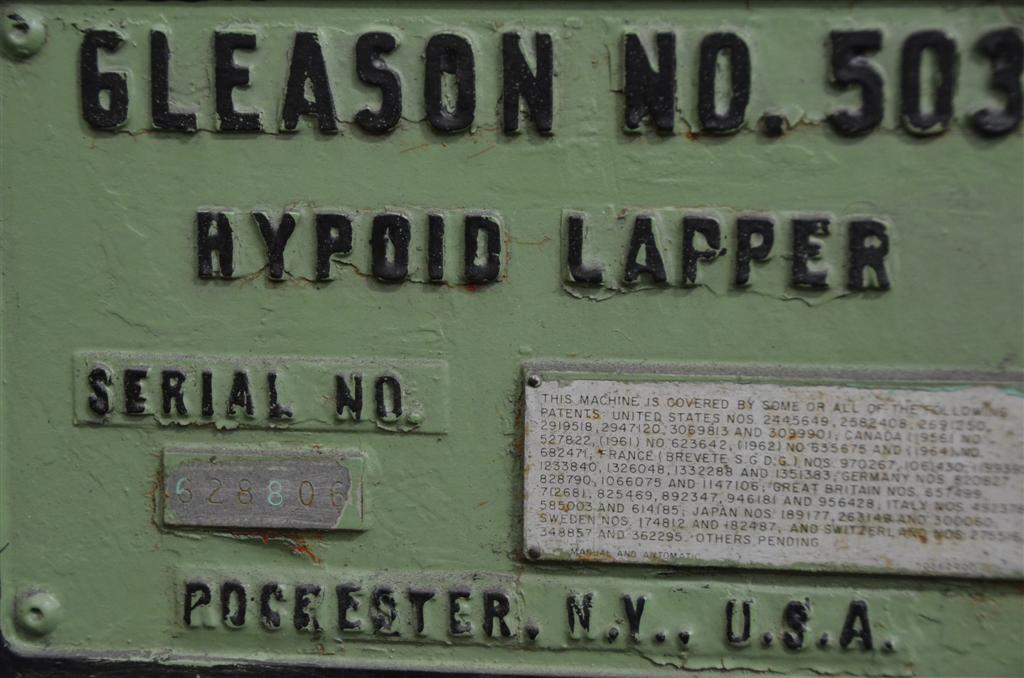 GLEASON NO. 503
HYPOID LAPPER
SERIAL NO.
628806
THIS MACHINE IS COVERED BY SOME OR ALL OF THE FOLLOWING
PATENTS: UNITED STATES NOS. 2445649, 2582408, 2691250,
2919518, 2947120, 3069813 AND 3099901; CANADA (1956) NO.
527822, (1961) NO. 623642, (1962) NO. 635675 AND (1964) NO.
682471; FRANCE (BREVETE S.G.D.G.) NOS. 970267, 1061430,
1233840, 1326048, 1332288 AND 1351383; GERMANY NOS.
828790, 1066075 AND 1147106; GREAT BRITAIN NOS. 657499,
712681, 825469, 892347, 946181 AND 956428; ITALY NOS.
585003 AND 614185; JAPAN NOS. 189177, 263149 AND
SWEDEN NOS. 174812 AND 182487; AND SWITZERLAND NOS.
348857 AND 362295. OTHERS PENDING
MANUAL AND AUTOMATIC
ROCHESTER, N.Y., U.S.A.